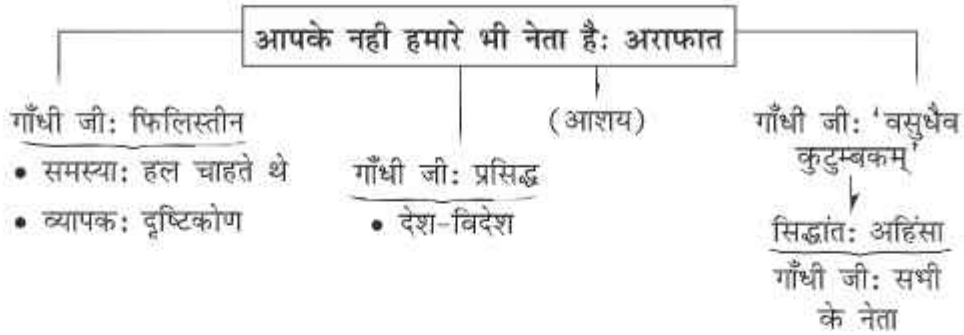 आपके नही हमारे भी नेता है: अराफात
गाँधी जी: फिलिस्तीन
• समस्या: हल चाहते थे
• व्यापक: दृष्टिकोण
गाँधी जी: प्रसिद्ध
• देश-विदेश
(आशय)
गाँधी जी: 'वसुधैव
कुटुम्बकम्'
सिद्धांत: अहिंसा
गाँधी जी: सभी
के नेता